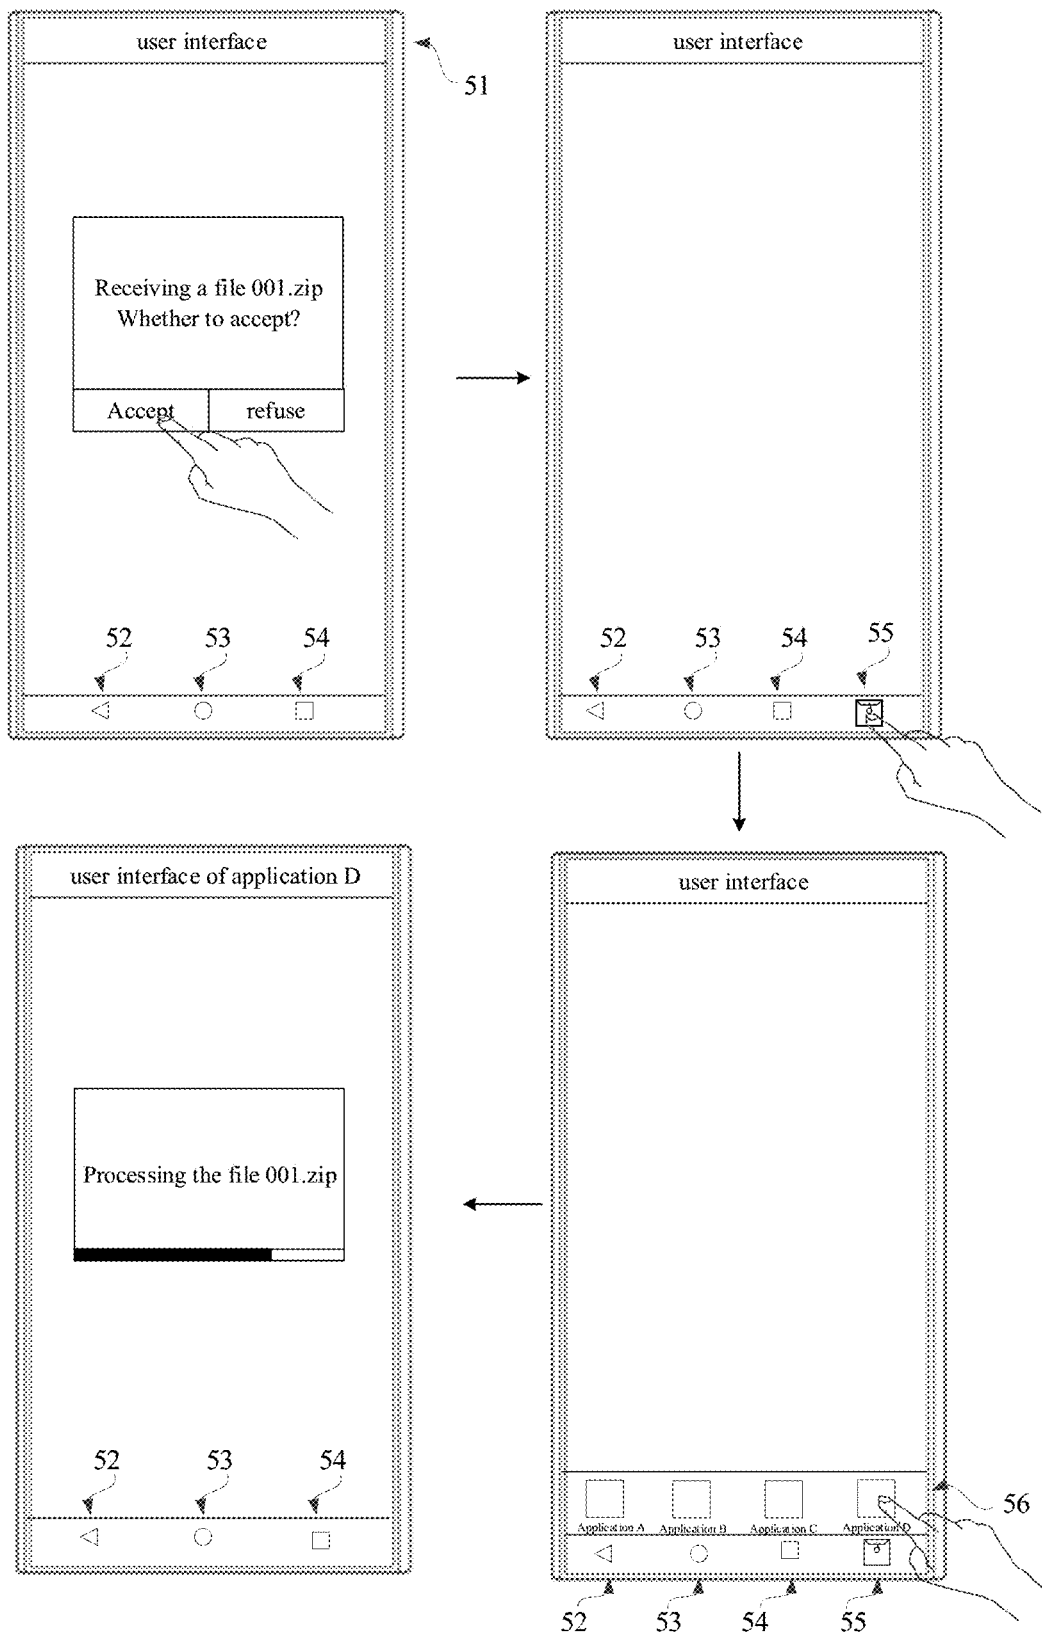 user interface
51
Receiving a file 001.zip
Whether to accept?
Accept
refuse
52
53
54
user interface
52
53
54
55
user interface
Application A
Application B
Application C
Application D
56
52
53
54
55
user interface of application D
Processing the file 001.zip
52
53
54